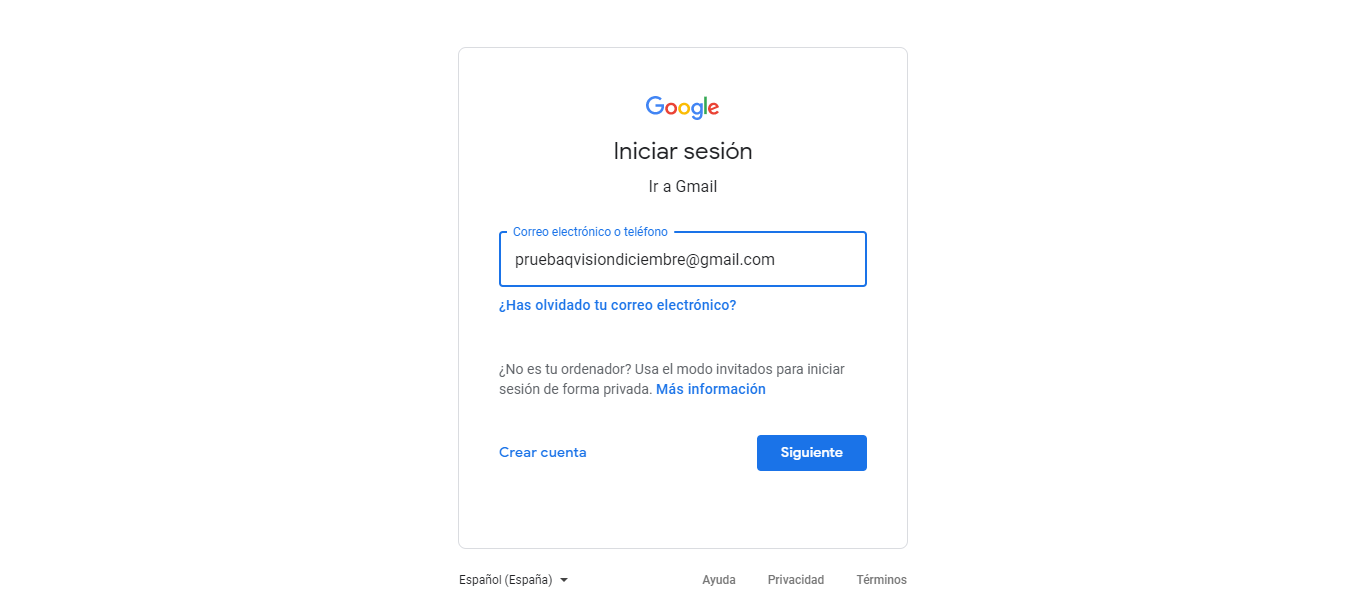 Google
Iniciar sesión
Ir a Gmail
Correo electrónico o teléfono
pruebaqvisiondiciembre@gmail.com
¿Has olvidado tu correo electrónico?
¿No es tu ordenador? Usa el modo invitados para iniciar
sesión de forma privada. Más información
Crear cuenta
Siguiente
Español (España)
Ayuda
Privacidad
Términos